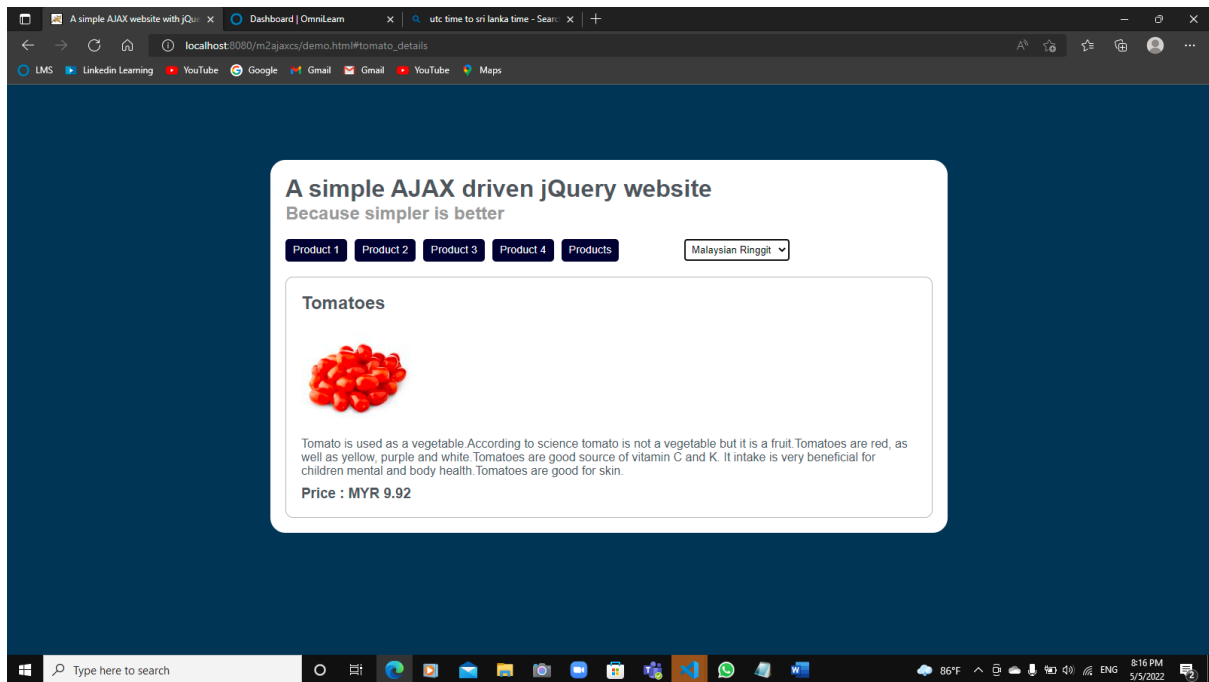 A simple AJAX website with jQue
Dashboard | OmniLearn
utc time to sri lanka time - Searc
localhost:8080/m2ajaxcs/demo.html#tomato_details
LMS Linkedin Learning YouTube Google Gmail Gmail YouTube Maps
A simple AJAX driven jQuery website
Because simpler is better
Product 1 Product 2 Product 3 Product 4 Products Malaysian Ringgit
Tomatoes
Tomato is used as a vegetable.According to science tomato is not a vegetable but it is a fruit.Tomatoes are red, as
well as yellow, purple and white.Tomatoes are good source of vitamin C and K. It intake is very beneficial for
children mental and body health.Tomatoes are good for skin.
Price : MYR 9.92
Type here to search
86°F
ENG
8:16 PM
5/5/2022
2